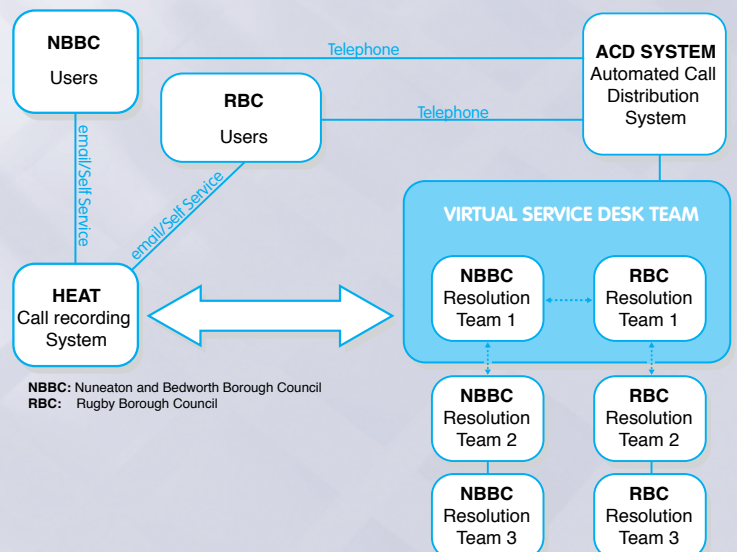 NBBC
Users
Telephone
ACD SYSTEM
Automated Call
Distribution
System
RBC
Users
Telephone
email/Self Service
email/Self Service
VIRTUAL SERVICE DESK TEAM
HEAT
Call recording
System
NBBC
Resolution
Team 1
RBC
Resolution
Team 1
NBBC: Nuneaton and Bedworth Borough Council
RBC: Rugby Borough Council
NBBC
Resolution
Team 2
RBC
Resolution
Team 2
NBBC
Resolution
Team 3
RBC
Resolution
Team 3